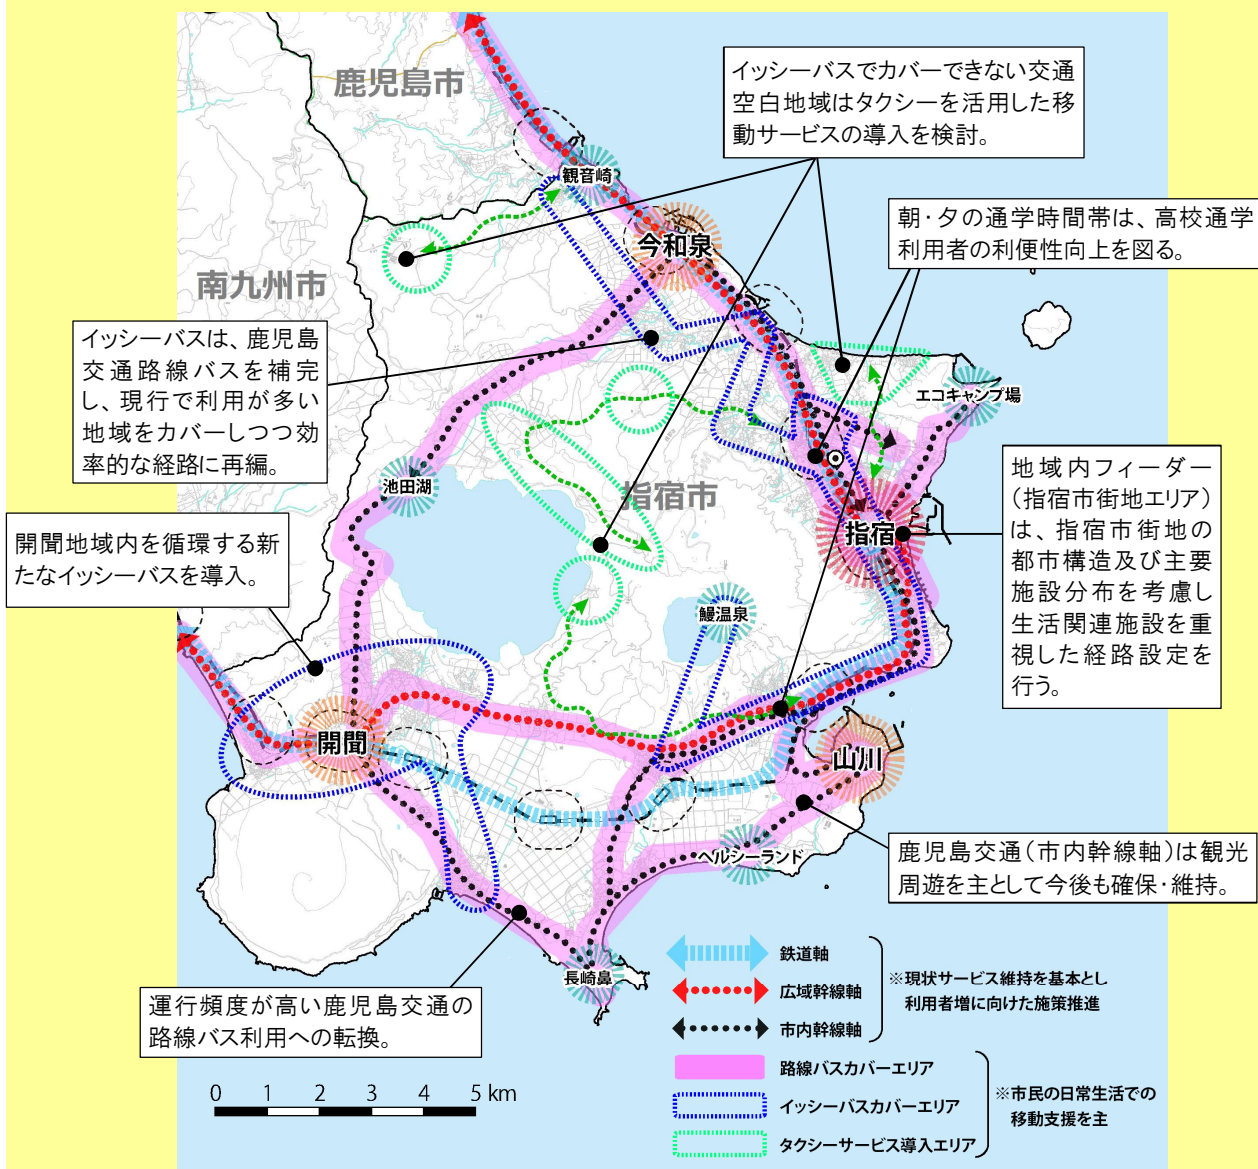 イッシーバスでカバーできない交通
空白地域はタクシーを活用した移
動サービスの導入を検討。
鹿児島市
観音崎
朝・夕の通学時間帯は、高校通学
利用者の利便性向上を図る。
今和泉
南九州市
イッシーバスは、鹿児島
交通路線バスを補完
し、現行で利用が多い
地域をカバーしつつ効
率的な経路に再編。
エコキャンプ場
池田湖
指宿市
地域内フィーダー
（指宿市街地エリア）
は、指宿市街地の
都市構造及び主要
施設分布を考慮し
生活関連施設を重
視した経路設定を
行う。
指宿
開聞地域内を循環する新
たなイッシーバスを導入。
鰻温泉
開聞
山川
ヘルシーランド
鹿児島交通（市内幹線軸）は観光
周遊を主として今後も確保・維持。
長崎鼻
運行頻度が高い鹿児島交通の
路線バス利用への転換。
鉄道軸
広域幹線軸
市内幹線軸
※現状サービス維持を基本とし
利用者増に向けた施策推進
路線バスカバーエリア
イッシーバスカバーエリア
タクシーサービス導入エリア
※市民の日常生活での
移動支援を主
0 1 2 3 4 5 km